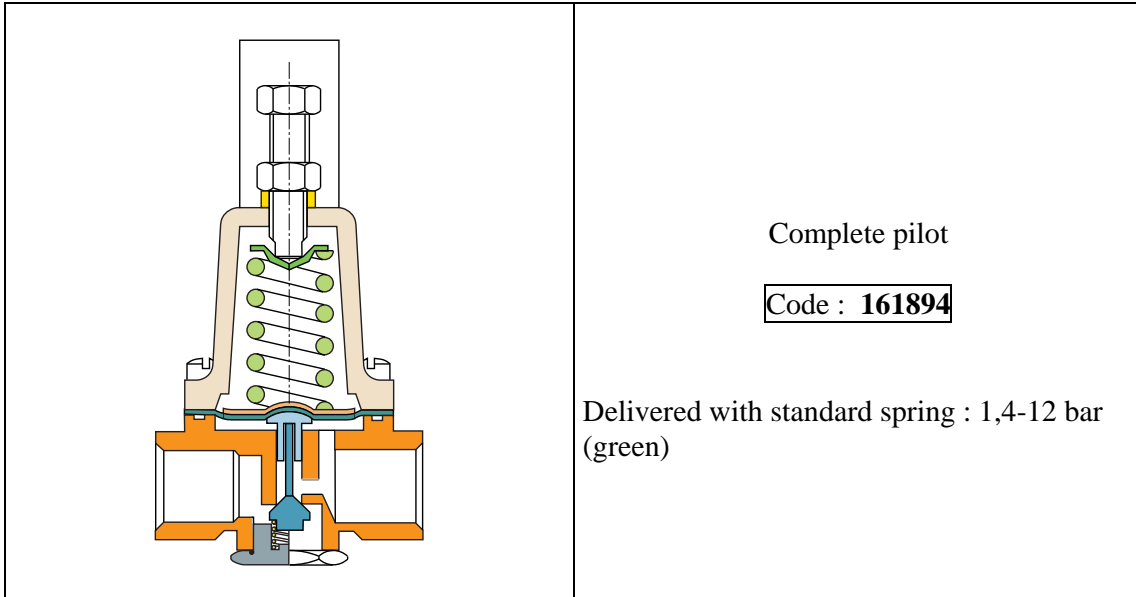 Complete pilot
Code : 161894
Delivered with standard spring : 1,4-12 bar
(green)